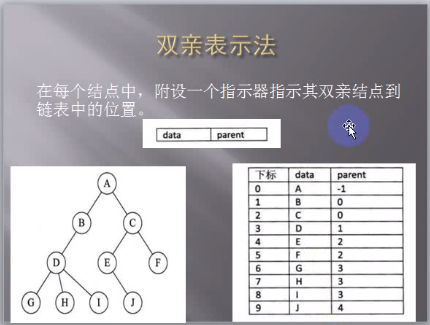 双亲表示法
在每个结点中，附设一个指示器指示其双亲结点到
链表中的位置。
data parent
A
B C
D E F
G H I J
下标 data parent
0 A -1
1 B 0
2 C 0
3 D 1
4 E 2
5 F 2
6 G 3
7 H 3
8 I 3
9 J 4